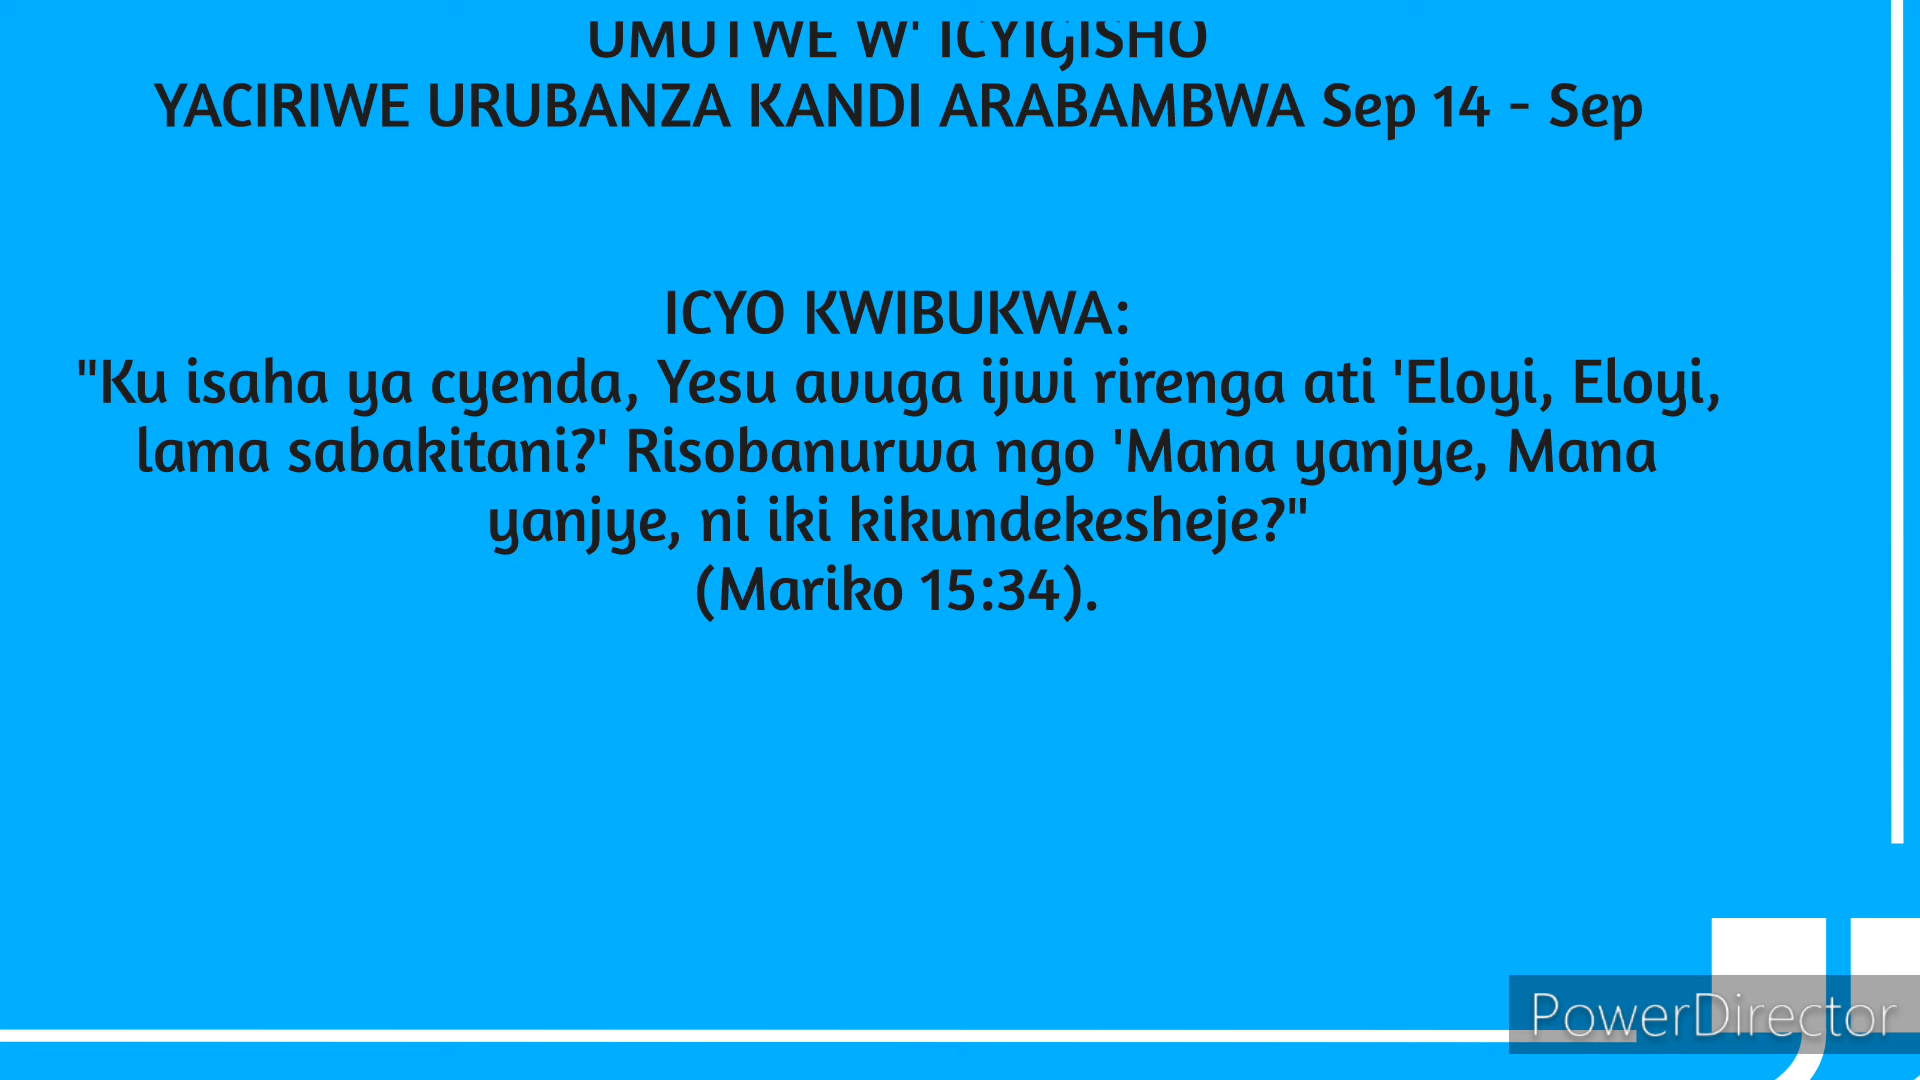 UMUTWE W' ICYIGISHO
YACIRIWE URUBANZA KANDI ARABAMBWA Sep 14 - Sep
ICYO KWIBUKWA:
"Ku isaha ya cyenda, Yesu avuga ijwi rirenga ati 'Eloyi, Eloyi,
lama sabakitani?' Risobanurwa ngo 'Mana yanjye, Mana
yanjye, ni iki kikundekesheje?"
(Mariko 15:34).
PowerDirector